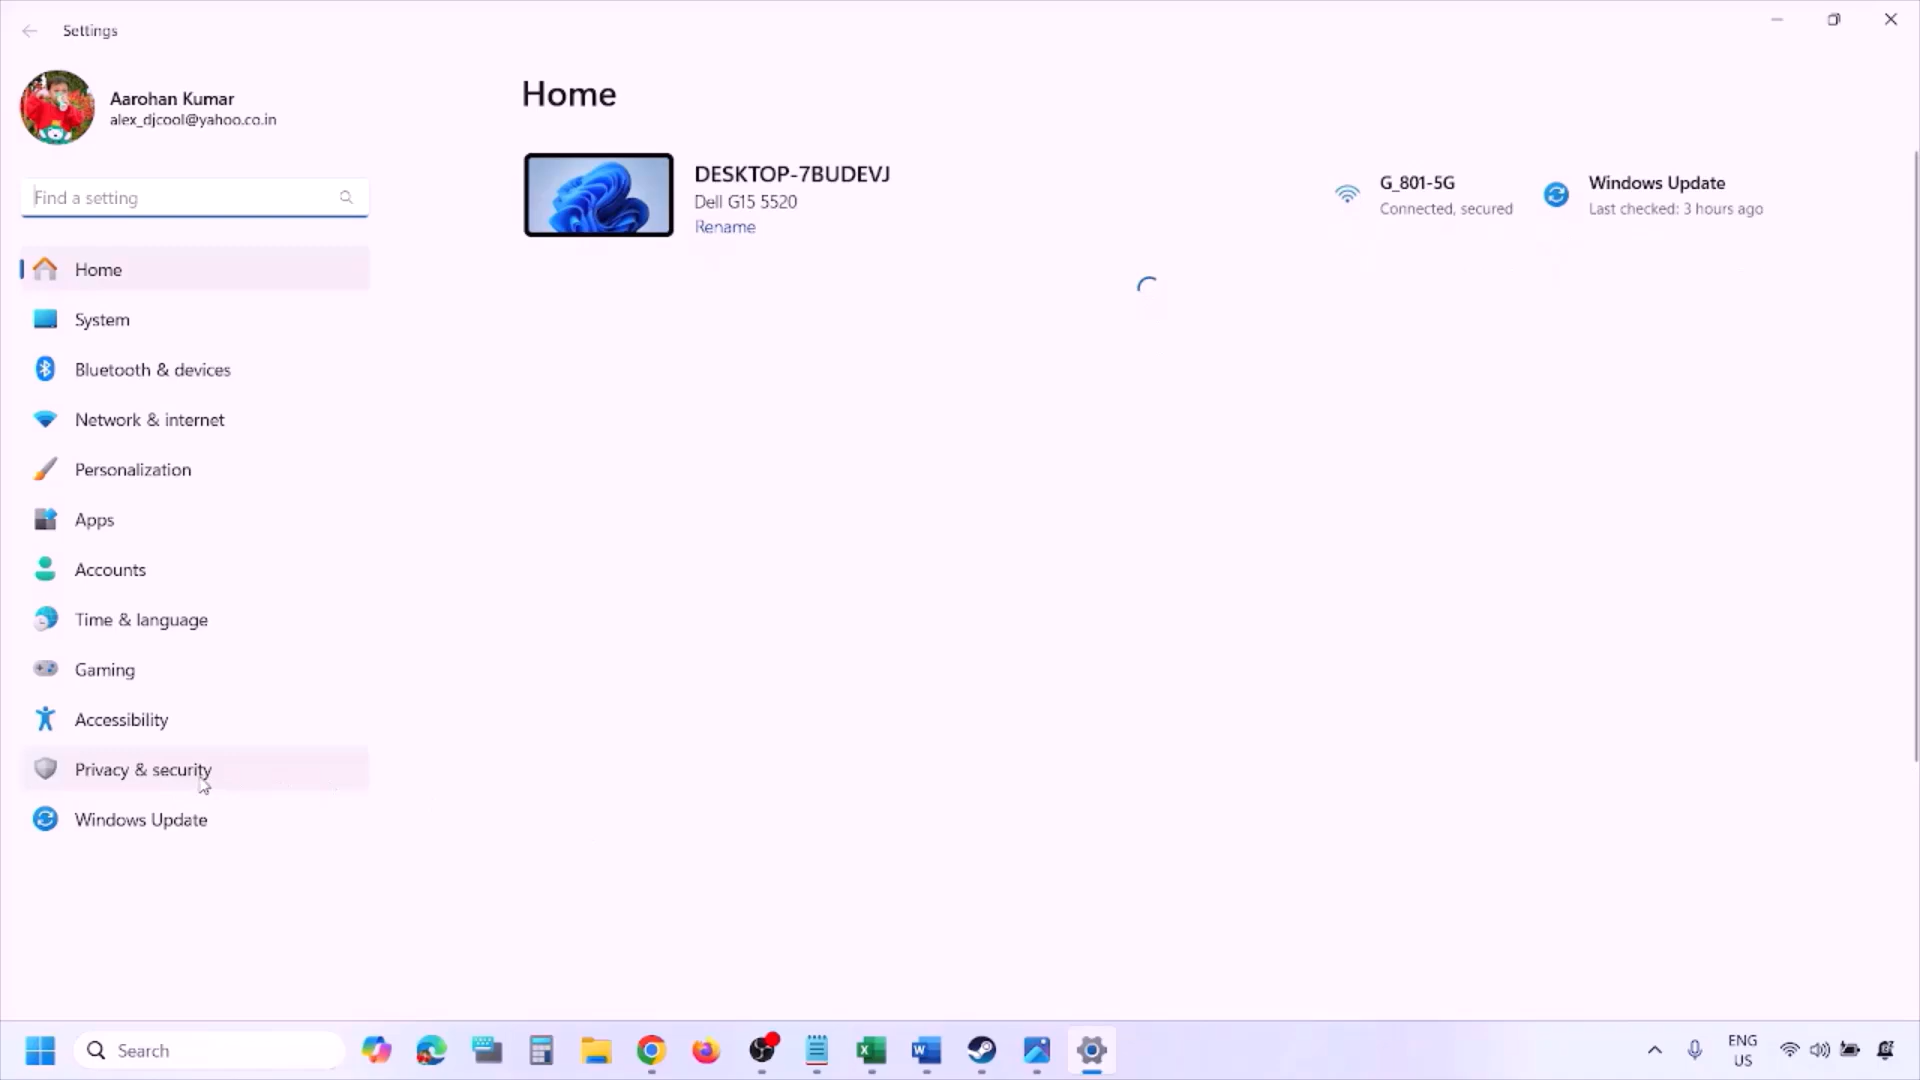 Settings
Aarohan Kumar
alex_djcool@yahoo.co.in
Find a setting
Home
System
Bluetooth & devices
Network & internet
Personalization
Apps
Accounts
Time & language
Gaming
Accessibility
Privacy & security
Windows Update
Home
DESKTOP-7BUDEVJ
Dell G15 5520
Rename
G_801-5G
Connected, secured
Windows Update
Last checked: 3 hours ago
Search
ENG
US